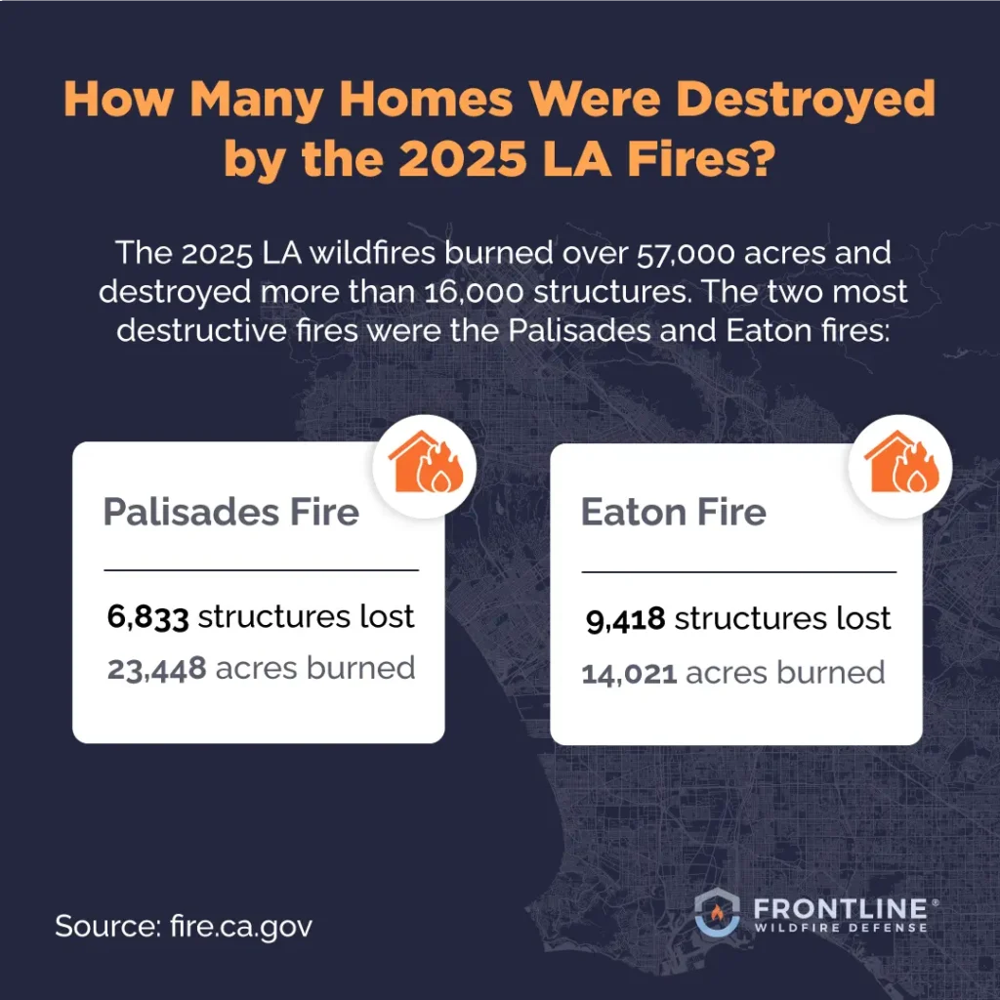 How Many Homes Were Destroyed
by the 2025 LA Fires?
The 2025 LA wildfires burned over 57,000 acres and
destroyed more than 16,000 structures. The two most
destructive fires were the Palisades and Eaton fires:
Palisades Fire
6,833 structures lost
23,448 acres burned
Eaton Fire
9,418 structures lost
14,021 acres burned
Source: fire.ca.gov
FRONTLINE®
WILDFIRE DEFENSE